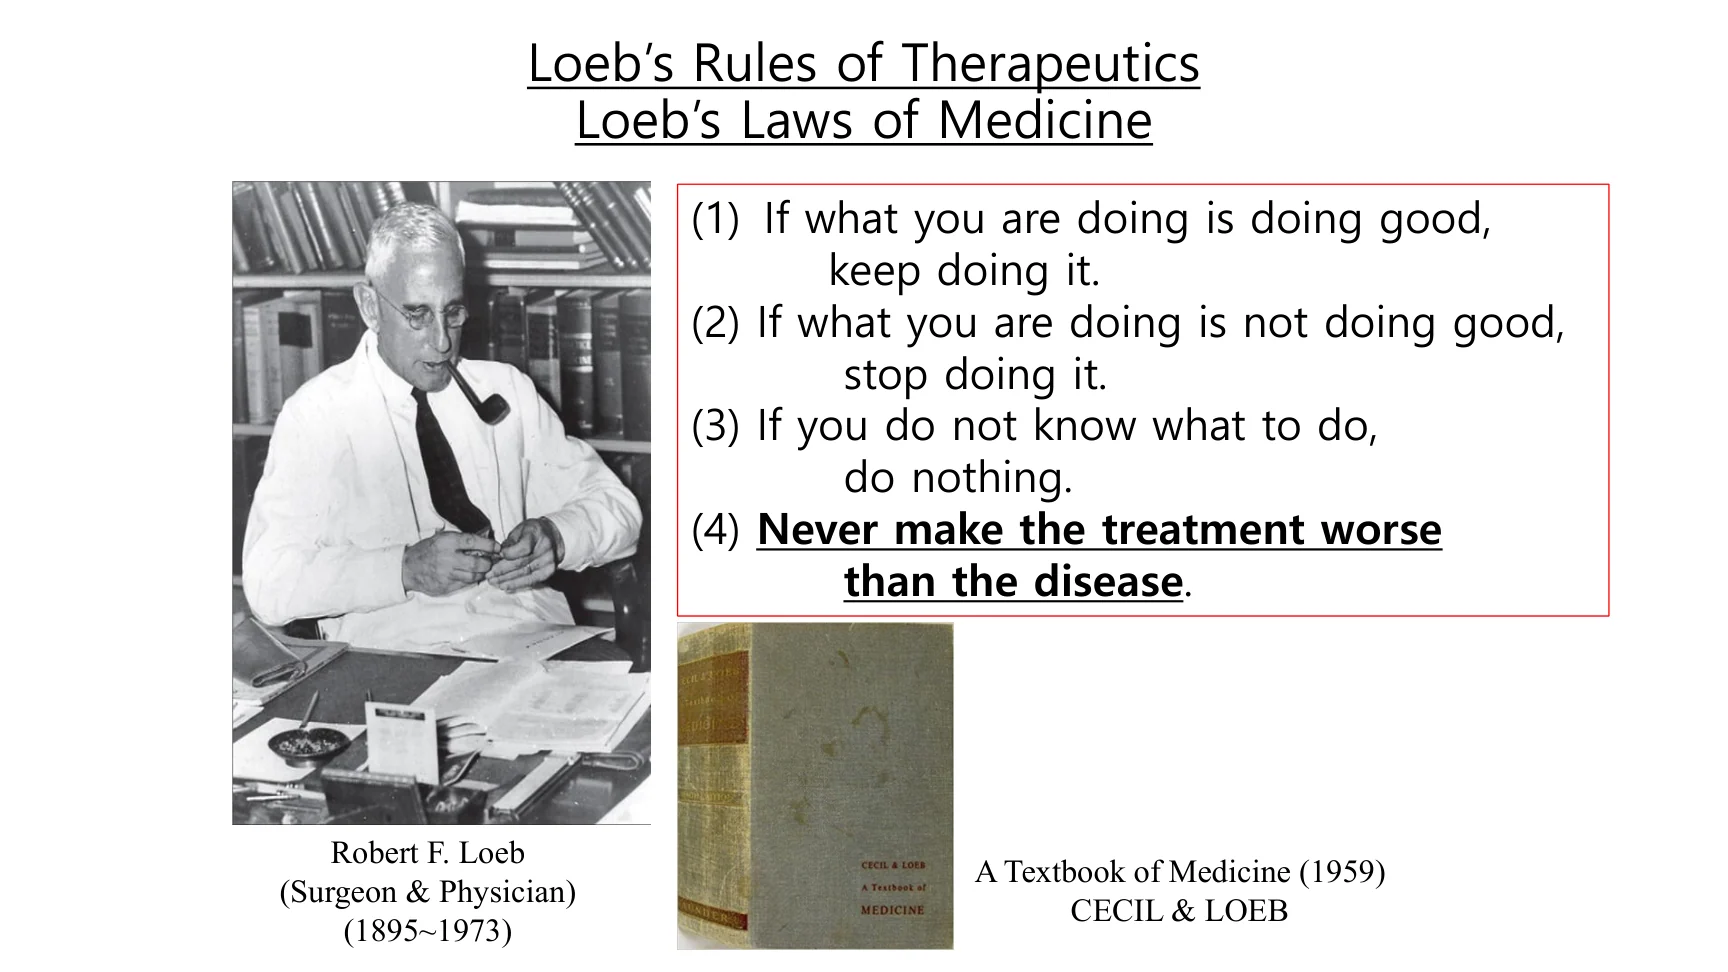 Loeb’s Rules of Therapeutics
Loeb’s Laws of Medicine
(1) If what you are doing is doing good,
keep doing it.
(2) If what you are doing is not doing good,
stop doing it.
(3) If you do not know what to do,
do nothing.
(4) Never make the treatment worse
than the disease.
Robert F. Loeb
(Surgeon & Physician)
(1895~1973)
CECIL & LOEB
A Textbook of
MEDICINE
A Textbook of Medicine (1959)
CECIL & LOEB